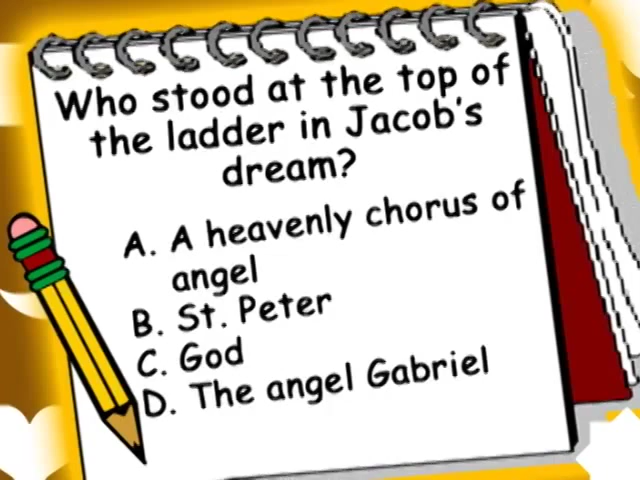 Who stood at the top of
the ladder in Jacob's
dream?
A. A heavenly chorus of
angel
B. St. Peter
C. God
D. The angel Gabriel